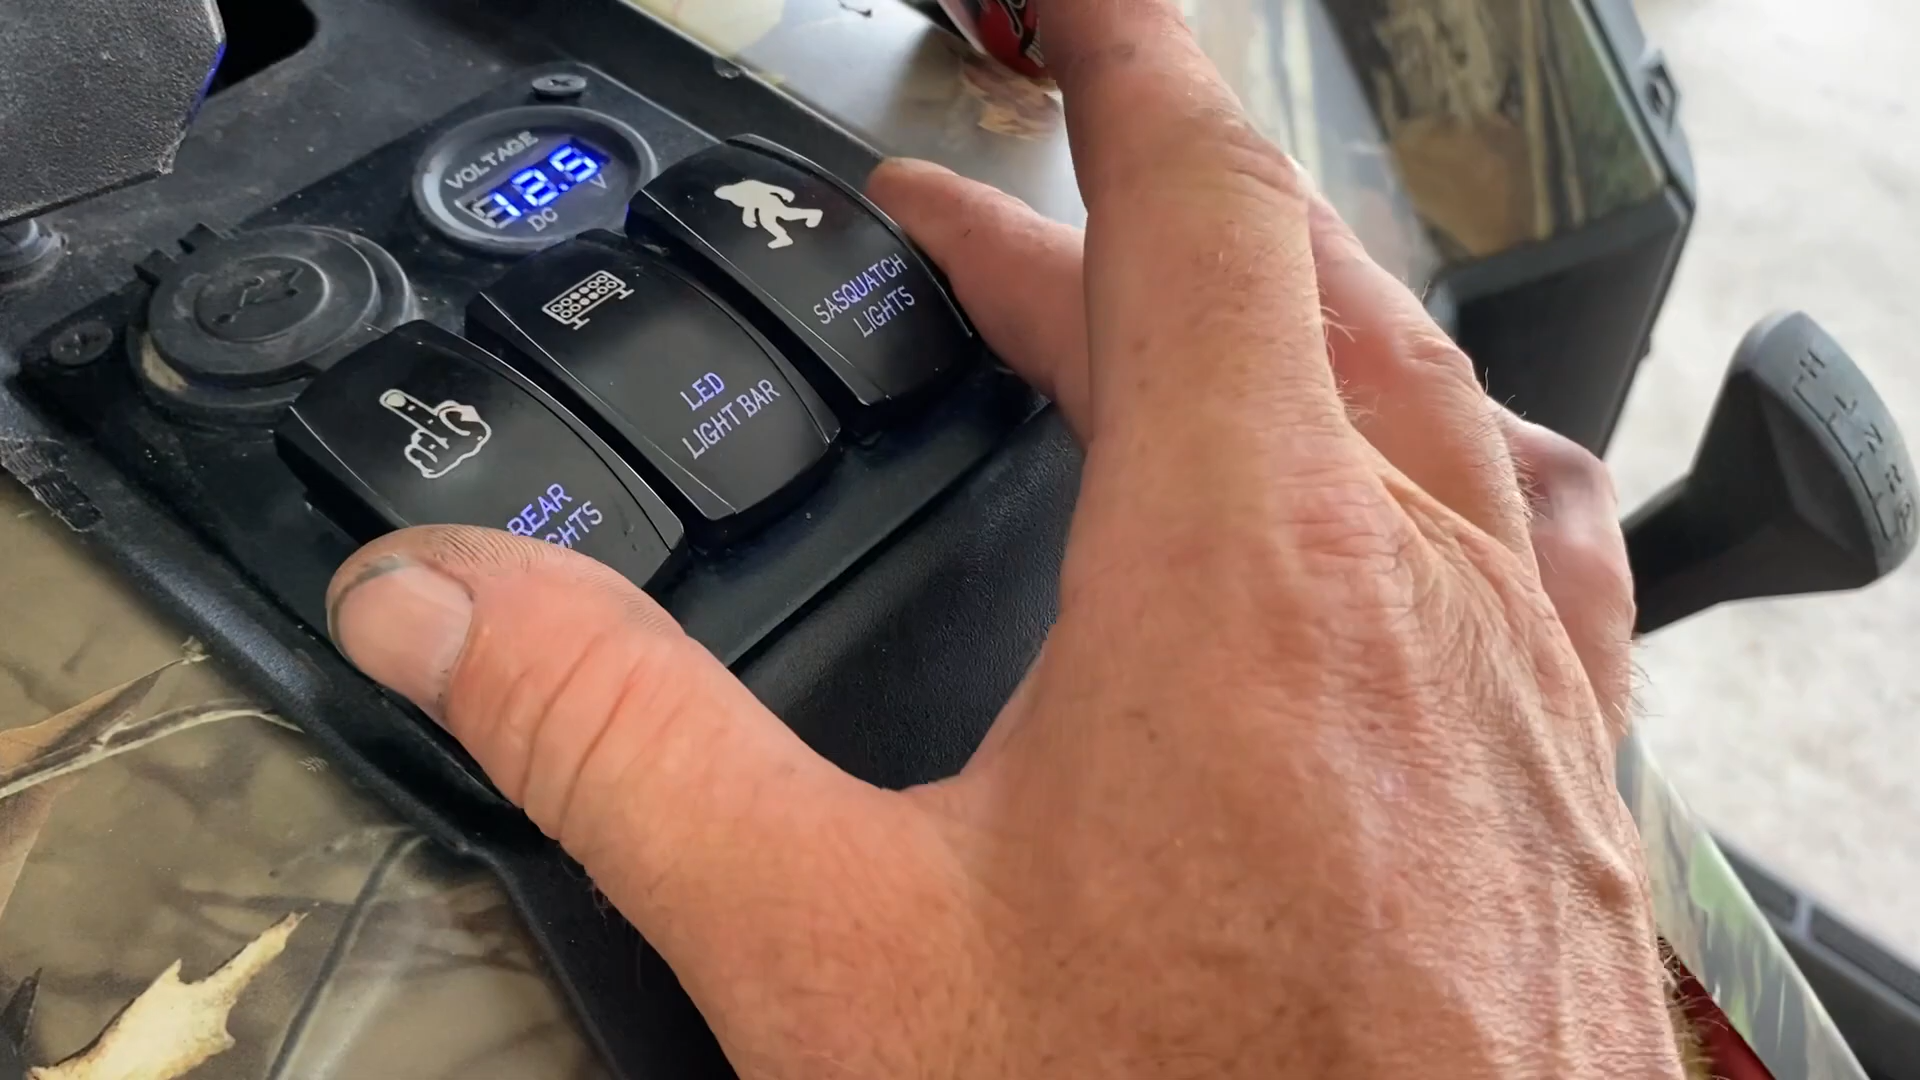 VOLTAGE
12.5
V
DC
SASQUATCH
LIGHTS
LED
LIGHT BAR
REAR
H
L
N
R